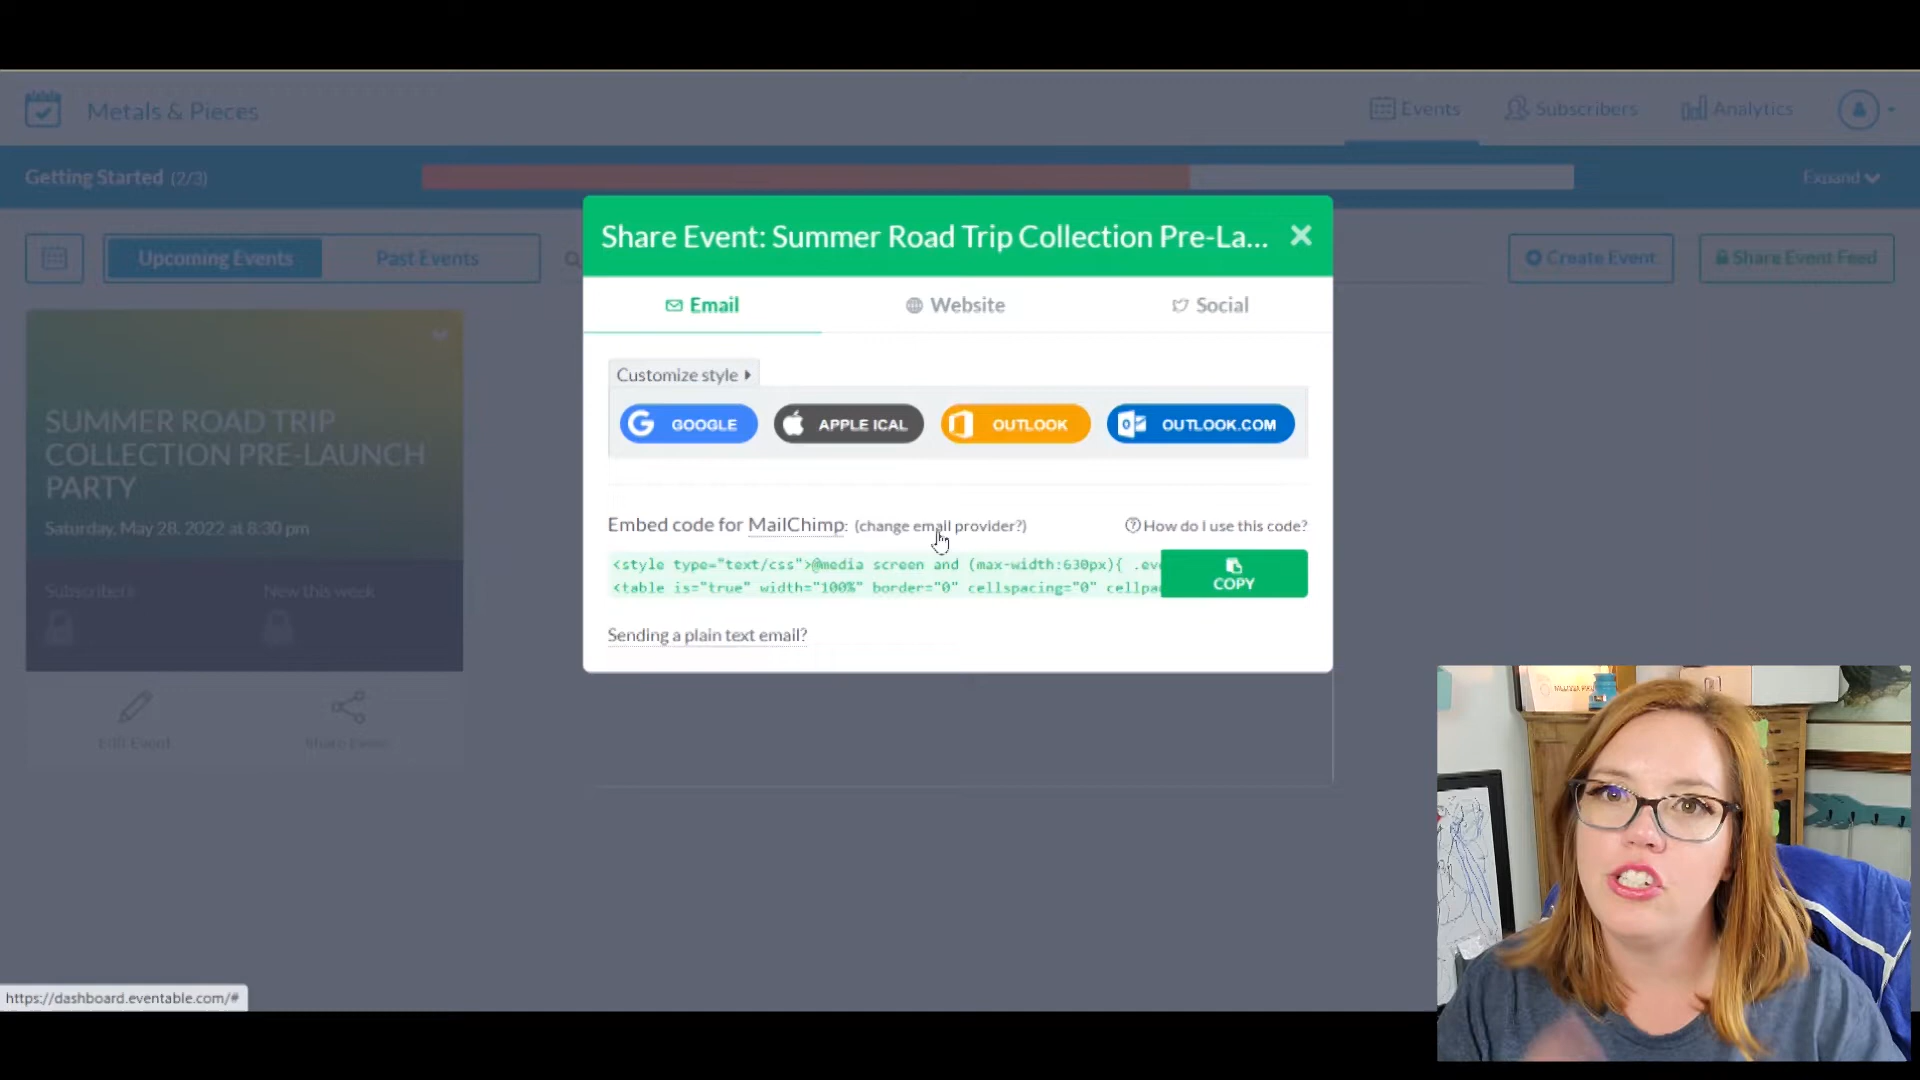 Metals & Pieces
Events
Subscribers
Analytics
Getting Started (2/3)
Expand
Upcoming Events
Past Events
Create Event
Share Event Feed
Share Event: Summer Road Trip Collection Pre-La...
Email
Website
Social
Customize style
GOOGLE
APPLE ICAL
OUTLOOK
OUTLOOK.COM
Embed code for MailChimp: (change email provider?)
How do I use this code?
<style type="text/css">@media screen and (max-width:630px){ .eve
<table is="true" width="100%" border="0" cellspacing="0" cellpa
COPY
Sending a plain text email?
SUMMER ROAD TRIP
COLLECTION PRE-LAUNCH
PARTY
Saturday, May 28, 2022 at 8:30 pm
Subscribers
New this week
Edit Event
Share Event
https://dashboard.eventable.com/#